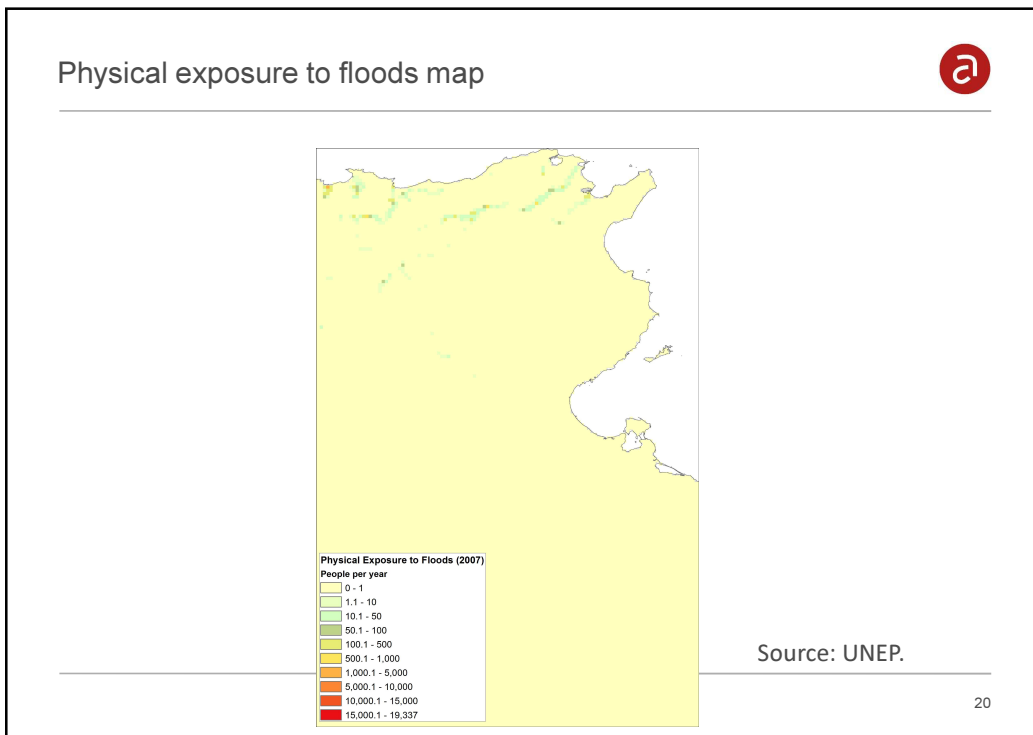 Physical exposure to floods map
a
Physical Exposure to Floods (2007)
People per year
0 - 1
1.1 - 10
10.1 - 50
50.1 - 100
100.1 - 500
500.1 - 1,000
1,000.1 - 5,000
5,000.1 - 10,000
10,000.1 - 15,000
15,000.1 - 19,337
Source: UNEP.
20